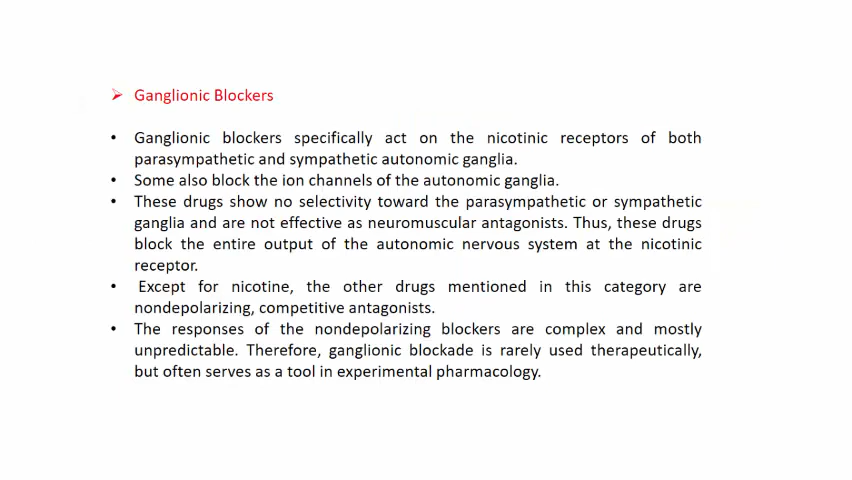 ➢ Ganglionic Blockers
• Ganglionic blockers specifically act on the nicotinic receptors of both
parasympathetic and sympathetic autonomic ganglia.
• Some also block the ion channels of the autonomic ganglia.
• These drugs show no selectivity toward the parasympathetic or sympathetic
ganglia and are not effective as neuromuscular antagonists. Thus, these drugs
block the entire output of the autonomic nervous system at the nicotinic
receptor.
• Except for nicotine, the other drugs mentioned in this category are
nondepolarizing, competitive antagonists.
• The responses of the nondepolarizing blockers are complex and mostly
unpredictable. Therefore, ganglionic blockade is rarely used therapeutically,
but often serves as a tool in experimental pharmacology.